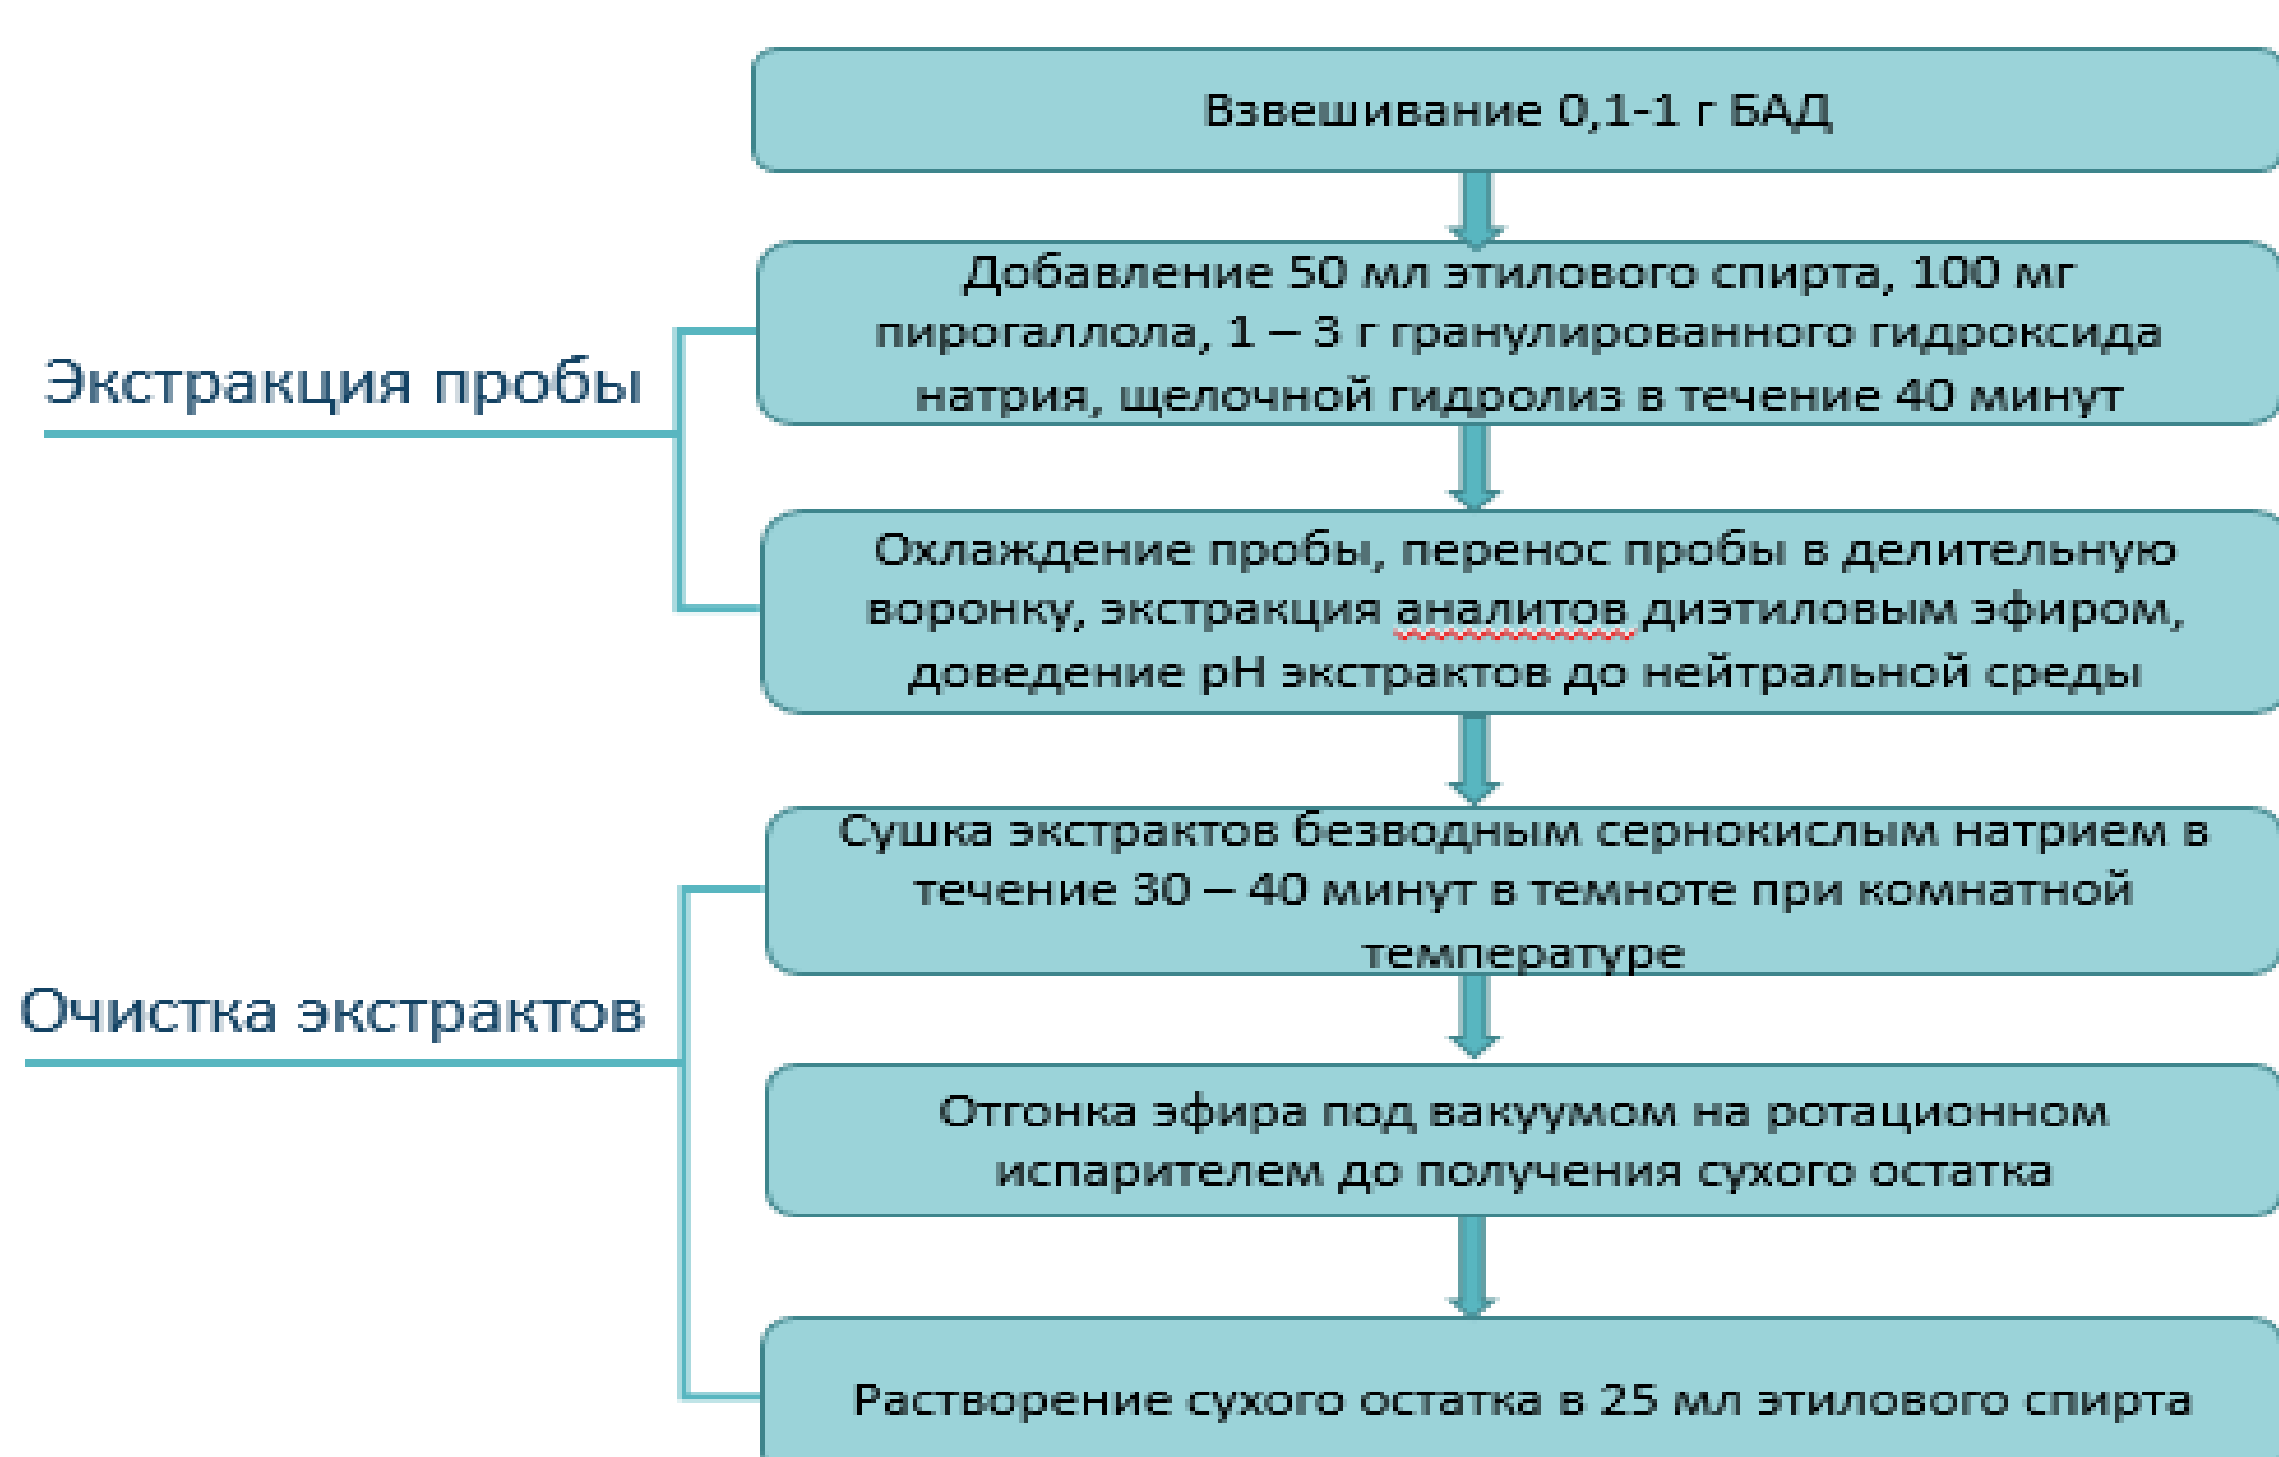 Взвешивание 0,1-1 г БАД
Добавление 50 мл этилового спирта, 100 мг
пирогаллола, 1 – 3 г гранулированного гидроксида
натрия, щелочной гидролиз в течение 40 минут
Экстракция пробы
Охлаждение пробы, перенос пробы в делительную
воронку, экстракция аналитов диэтиловым эфиром,
доведение pH экстрактов до нейтральной среды
Сушка экстрактов безводным сернокислым натрием в
течение 30 – 40 минут в темноте при комнатной
температуре
Очистка экстрактов
Отгонка эфира под вакуумом на ротационном
испарителем до получения сухого остатка
Растворение сухого остатка в 25 мл этилового спирта